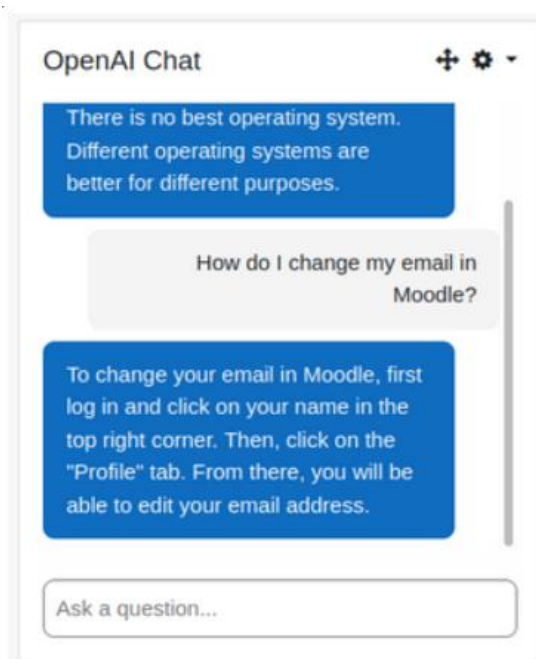 OpenAI Chat
There is no best operating system.
Different operating systems are
better for different purposes.
How do I change my email in
Moodle?
To change your email in Moodle, first
log in and click on your name in the
top right corner. Then, click on the
"Profile" tab. From there, you will be
able to edit your email address.
Ask a question...